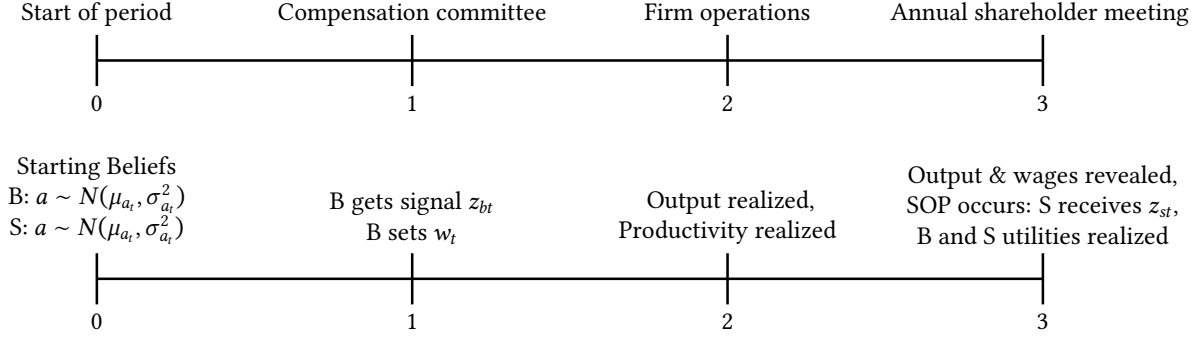 Start of period Compensation committee Firm operations Annual shareholder meeting
0 1 2 3
Starting Beliefs
B: a ∼ N(μ_{a_t}, σ²_{a_t})
S: a ∼ N(μ_{a_t}, σ²_{a_t})
B gets signal z_{bt}
B sets w_t
Output realized,
Productivity realized
Output & wages revealed,
SOP occurs: S receives z_{st},
B and S utilities realized
0 1 2 3